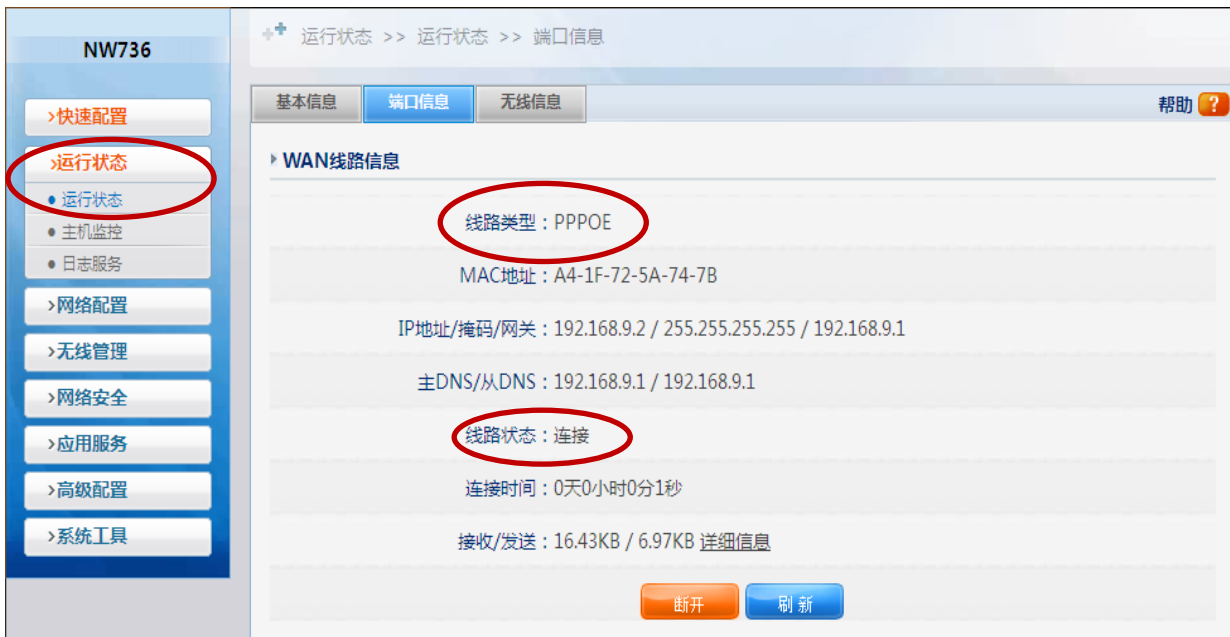 NW736
运行状态 >> 运行状态 >> 端口信息
›快速配置
›运行状态
● 运行状态
● 主机监控
● 日志服务
›网络配置
›无线管理
›网络安全
›应用服务
›高级配置
›系统工具
基本信息 端口信息 无线信息
帮助 ?
WAN线路信息
线路类型：PPPOE
MAC地址：A4-1F-72-5A-74-7B
IP地址/掩码/网关：192.168.9.2 / 255.255.255.255 / 192.168.9.1
主DNS/从DNS：192.168.9.1 / 192.168.9.1
线路状态：连接
连接时间：0天0小时0分1秒
接收/发送：16.43KB / 6.97KB 详细信息
断开 刷新